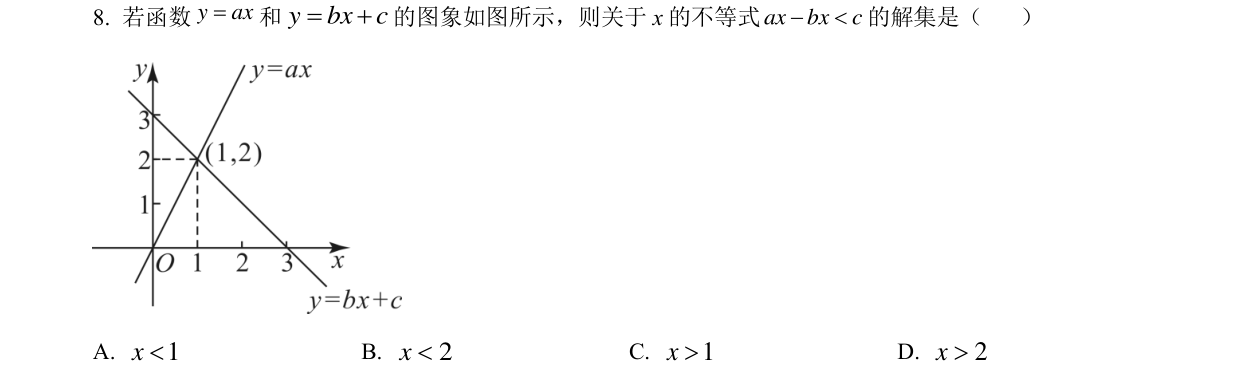 8. 若函数 y = ax 和 y = bx + c 的图象如图所示，则关于 x 的不等式 ax − bx < c 的解集是（　　）
y
y=ax
3
2
(1,2)
1
O 1 2 3 x
y=bx+c
A. x < 1 B. x < 2 C. x > 1 D. x > 2